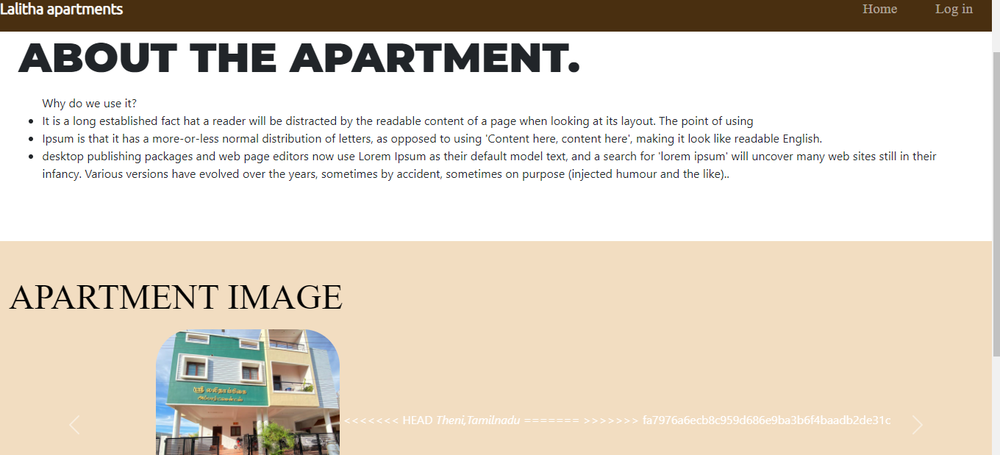 Lalitha apartments
Home
Log in
ABOUT THE APARTMENT.
Why do we use it?
It is a long established fact hat a reader will be distracted by the readable content of a page when looking at its layout. The point of using
Ipsum is that it has a more-or-less normal distribution of letters, as opposed to using 'Content here, content here', making it look like readable English.
desktop publishing packages and web page editors now use Lorem Ipsum as their default model text, and a search for 'lorem ipsum' will uncover many web sites still in their
infancy. Various versions have evolved over the years, sometimes by accident, sometimes on purpose (injected humour and the like)..
APARTMENT IMAGE
ஸ்ரீ லலிதாம்பிகை
அப்பார்ட்மெண்ட்ஸ்
<<<<<<< HEAD Theni,Tamilnadu ======= >>>>>>> fa7976a6ecb8c959d686e9ba3b6f4baadb2de31c